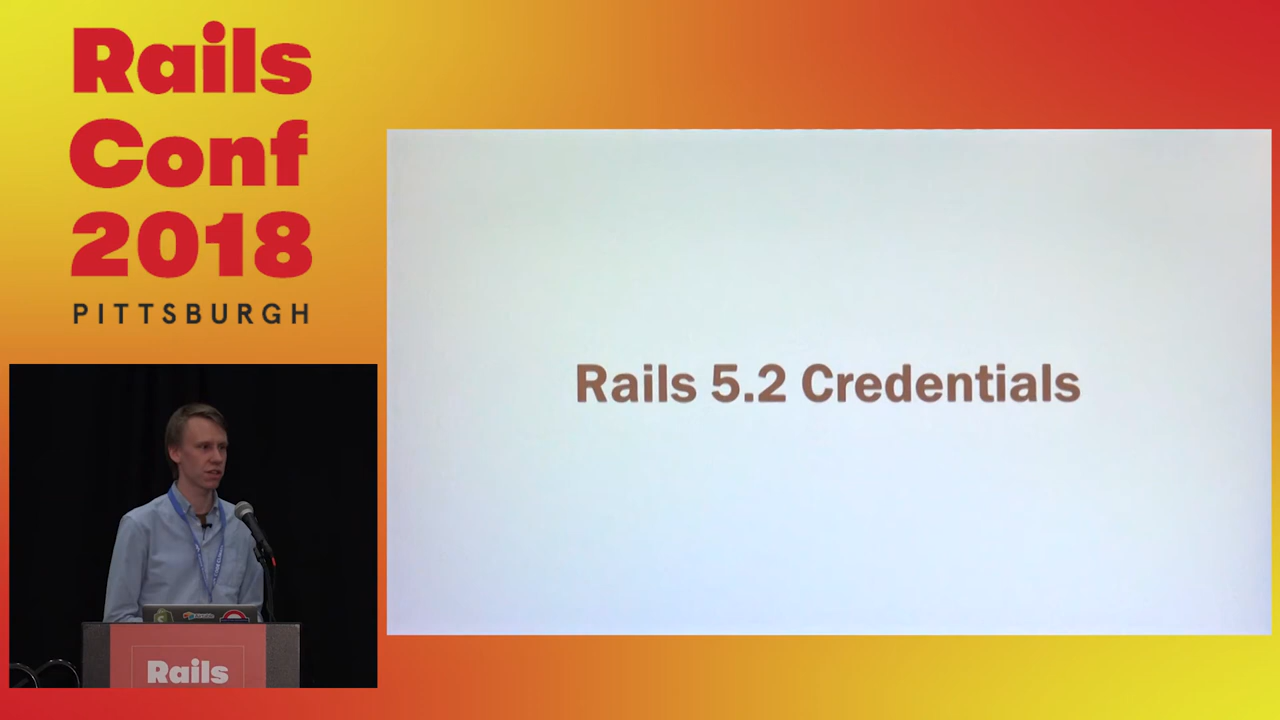 Rails
Conf
2018
PITTSBURGH
Rails 5.2 Credentials
Rails